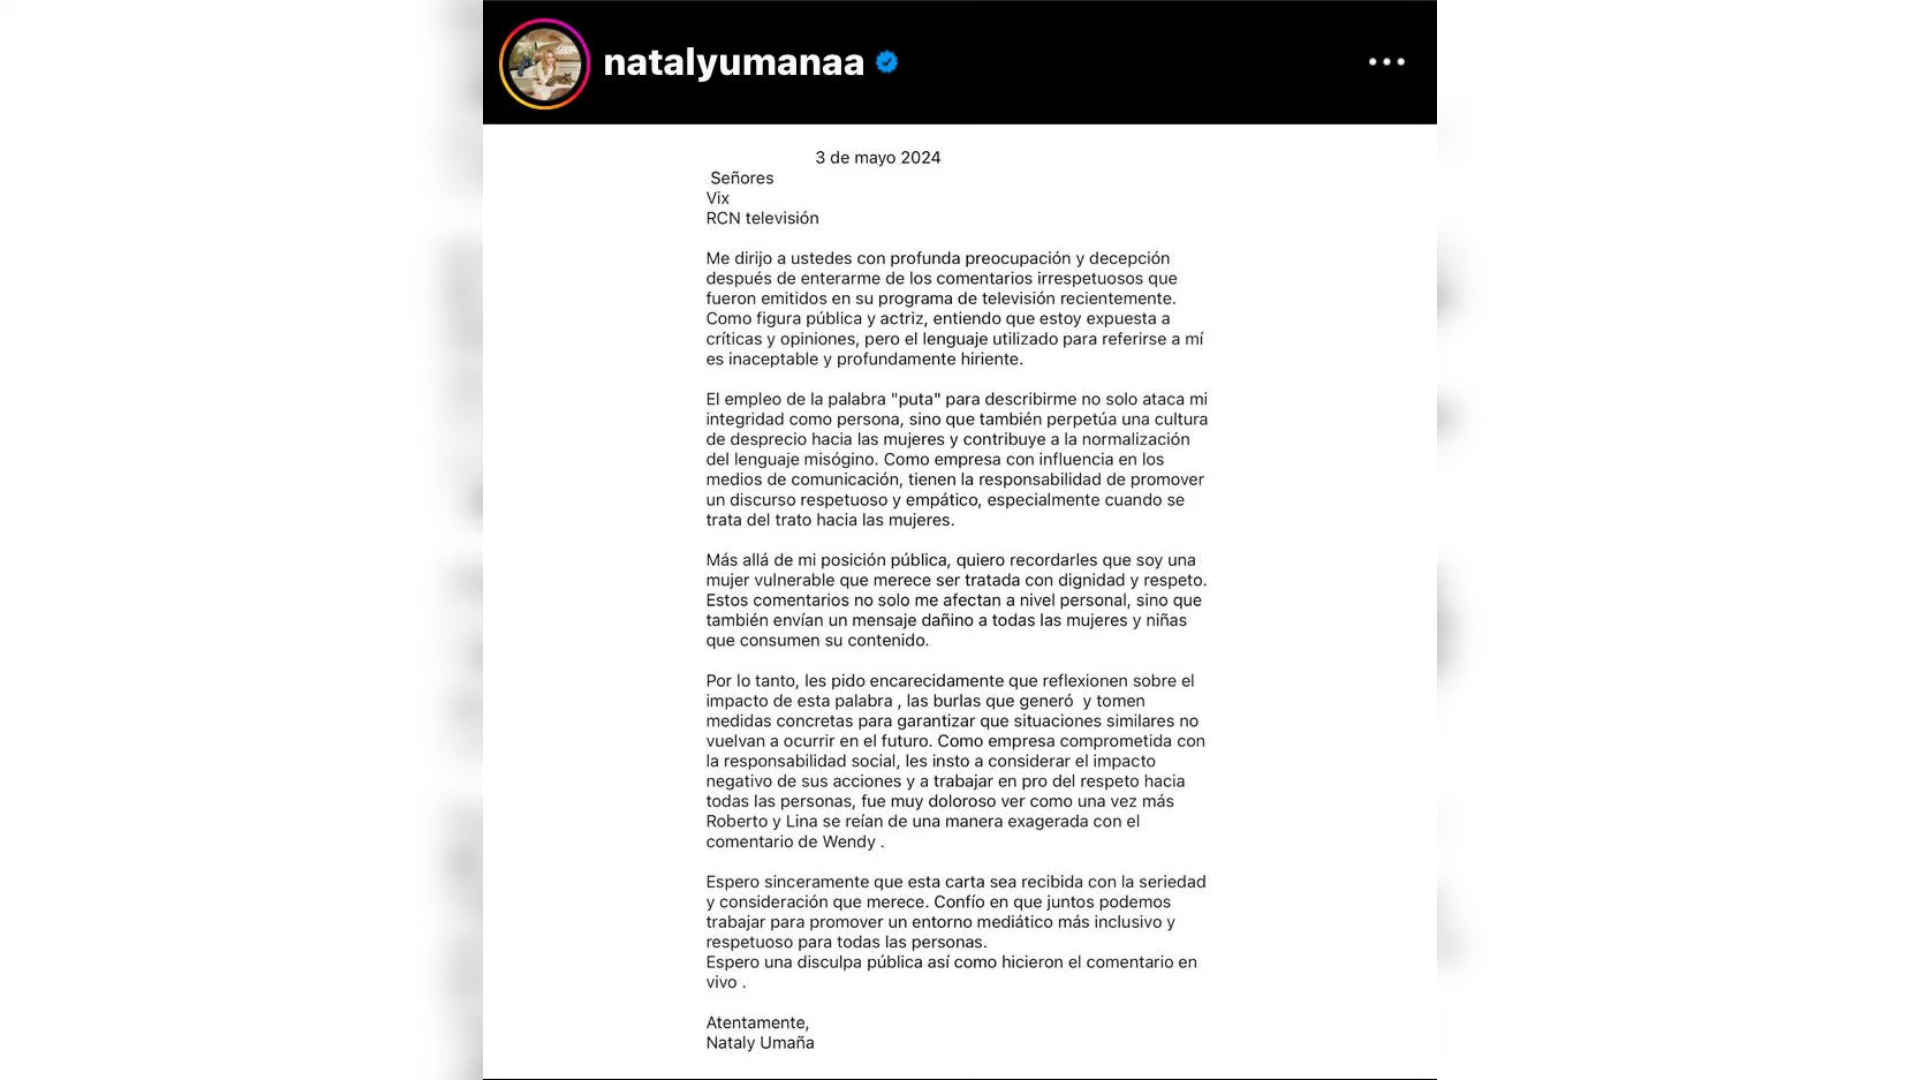 natalyumanaa
3 de mayo 2024
Señores
Vix
RCN televisión
Me dirijo a ustedes con profunda preocupación y decepción
después de enterarme de los comentarios irrespetuosos que
fueron emitidos en su programa de televisión recientemente.
Como figura pública y actriz, entiendo que estoy expuesta a
críticas y opiniones, pero el lenguaje utilizado para referirse a mí
es inaceptable y profundamente hiriente.
El empleo de la palabra "puta" para describirme no solo ataca mi
integridad como persona, sino que también perpetúa una cultura
de desprecio hacia las mujeres y contribuye a la normalización
del lenguaje misógino. Como empresa con influencia en los
medios de comunicación, tienen la responsabilidad de promover
un discurso respetuoso y empático, especialmente cuando se
trata del trato hacia las mujeres.
Más allá de mi posición pública, quiero recordarles que soy una
mujer vulnerable que merece ser tratada con dignidad y respeto.
Estos comentarios no solo me afectan a nivel personal, sino que
también envían un mensaje dañino a todas las mujeres y niñas
que consumen su contenido.
Por lo tanto, les pido encarecidamente que reflexionen sobre el
impacto de esta palabra , las burlas que generó  y tomen
medidas concretas para garantizar que situaciones similares no
vuelvan a ocurrir en el futuro. Como empresa comprometida con
la responsabilidad social, les insto a considerar el impacto
negativo de sus acciones y a trabajar en pro del respeto hacia
todas las personas, fue muy doloroso ver como una vez más
Roberto y Lina se reían de una manera exagerada con el
comentario de Wendy .
Espero sinceramente que esta carta sea recibida con la seriedad
y consideración que merece. Confío en que juntos podemos
trabajar para promover un entorno mediático más inclusivo y
respetuoso para todas las personas.
Espero una disculpa pública así como hicieron el comentario en
vivo .
Atentamente,
Nataly Umaña